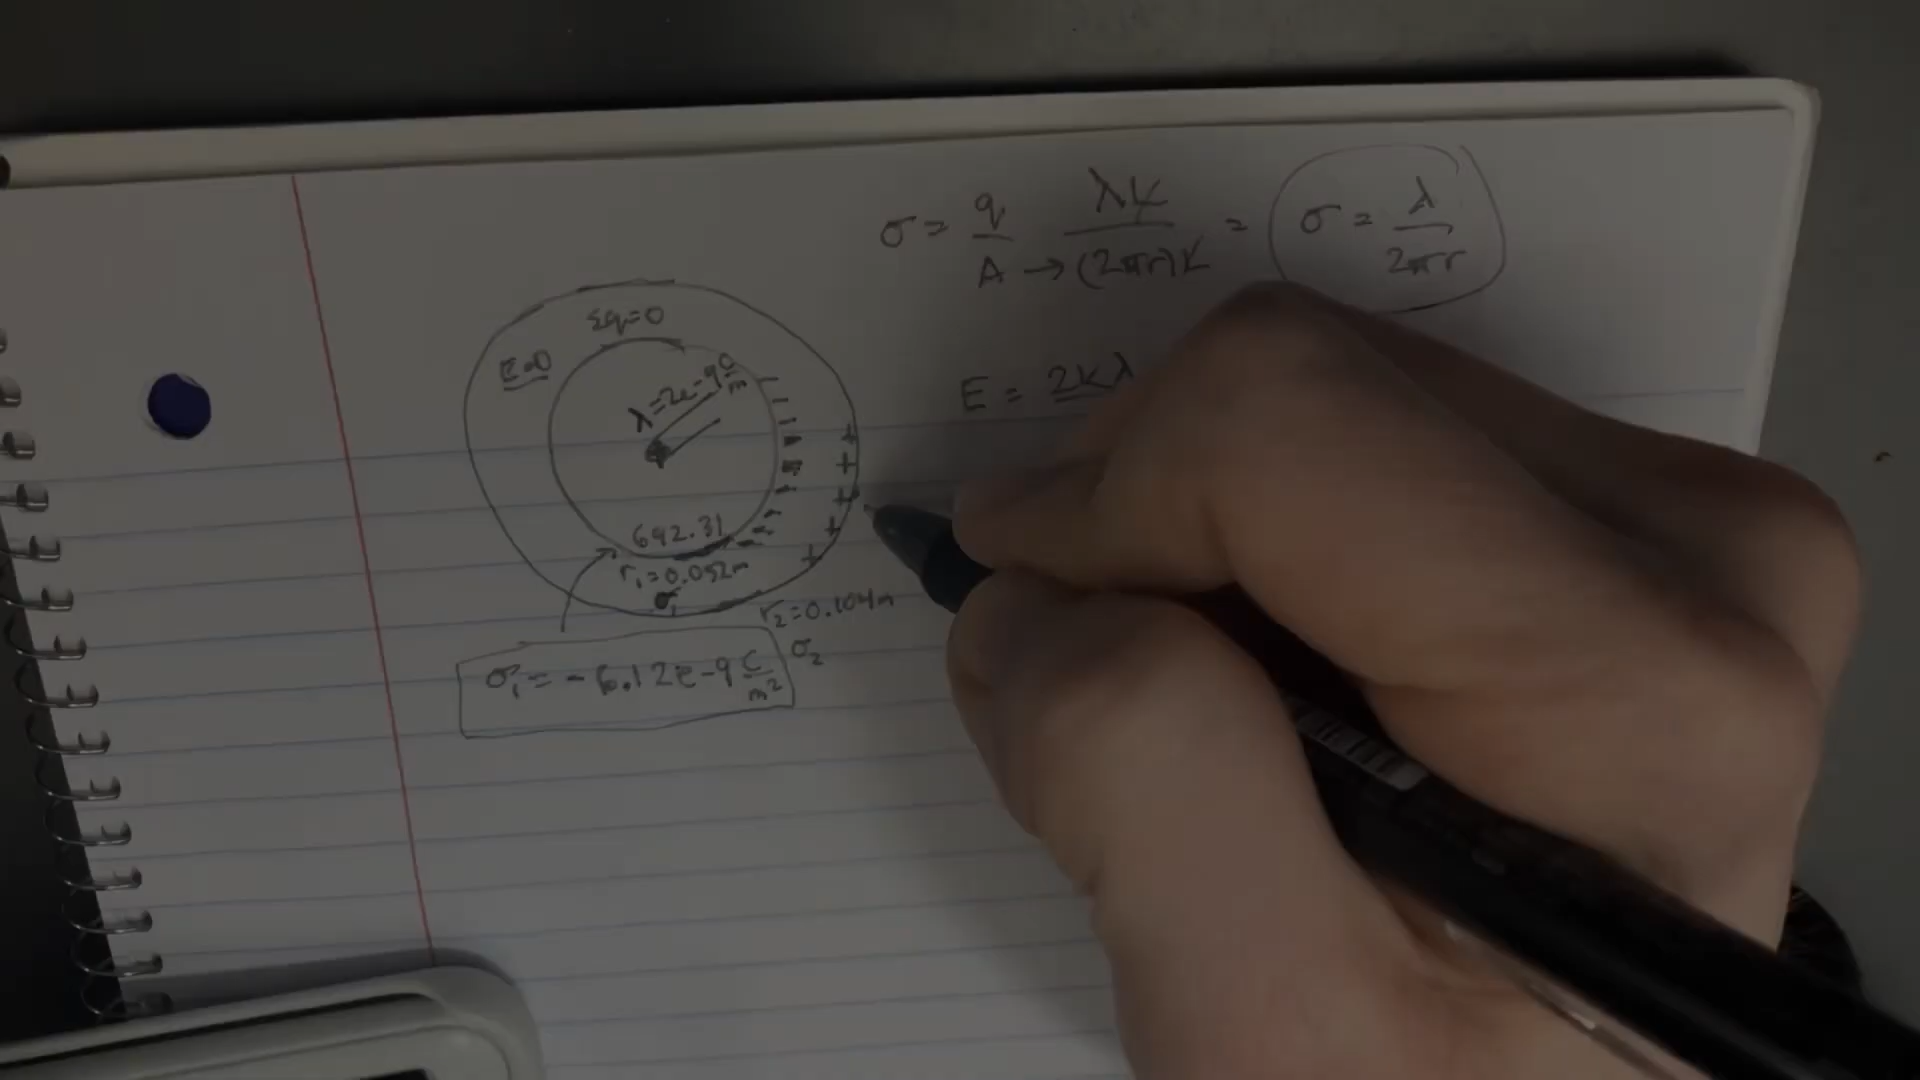 σ = q/A → λL/(2πr)L = σ = λ/2πr
Σq=0
E=0
λ=2e-9 C/m
E = 2Kλ
692.31
r₁=0.052m
σ₁
r₂=0.104m
σ₂
σ₁ = -6.12e-9 C/m²